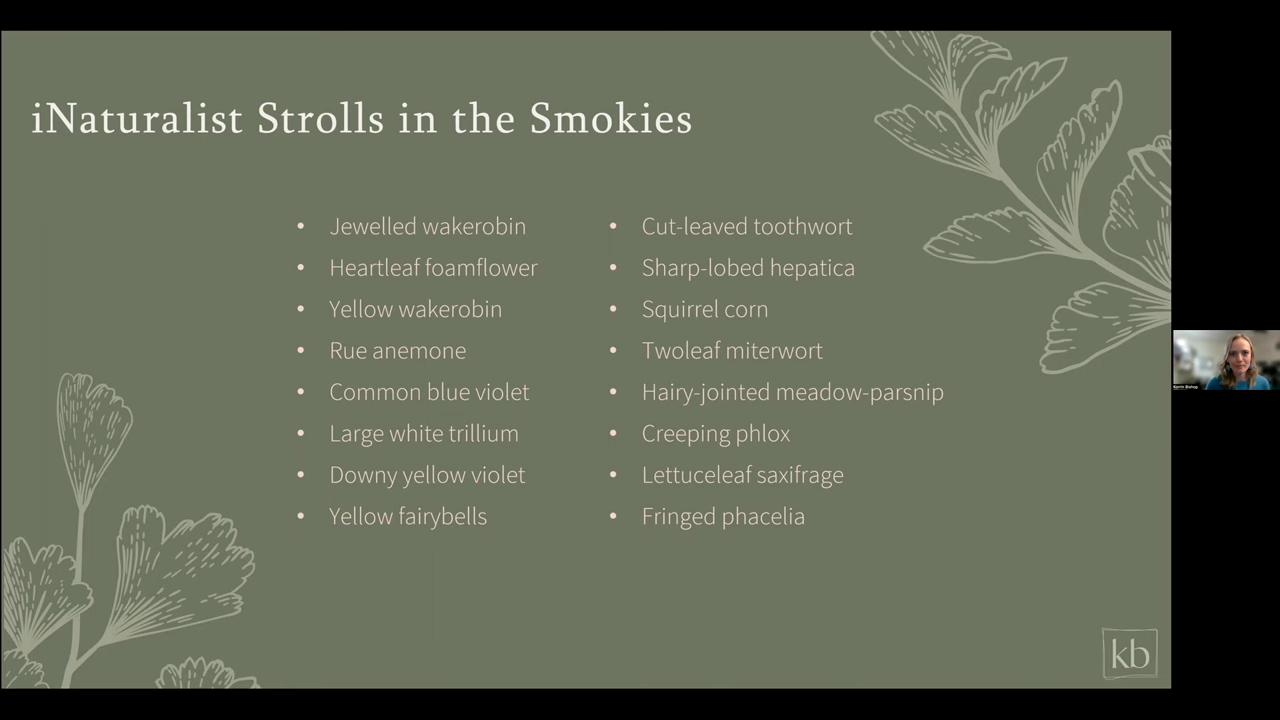 iNaturalist Strolls in the Smokies
• Jewelled wakerobin
• Heartleaf foamflower
• Yellow wakerobin
• Rue anemone
• Common blue violet
• Large white trillium
• Downy yellow violet
• Yellow fairybells
• Cut-leaved toothwort
• Sharp-lobed hepatica
• Squirrel corn
• Twoleaf miterwort
• Hairy-jointed meadow-parsnip
• Creeping phlox
• Lettuceleaf saxifrage
• Fringed phacelia
Kerrin Bishop
kb